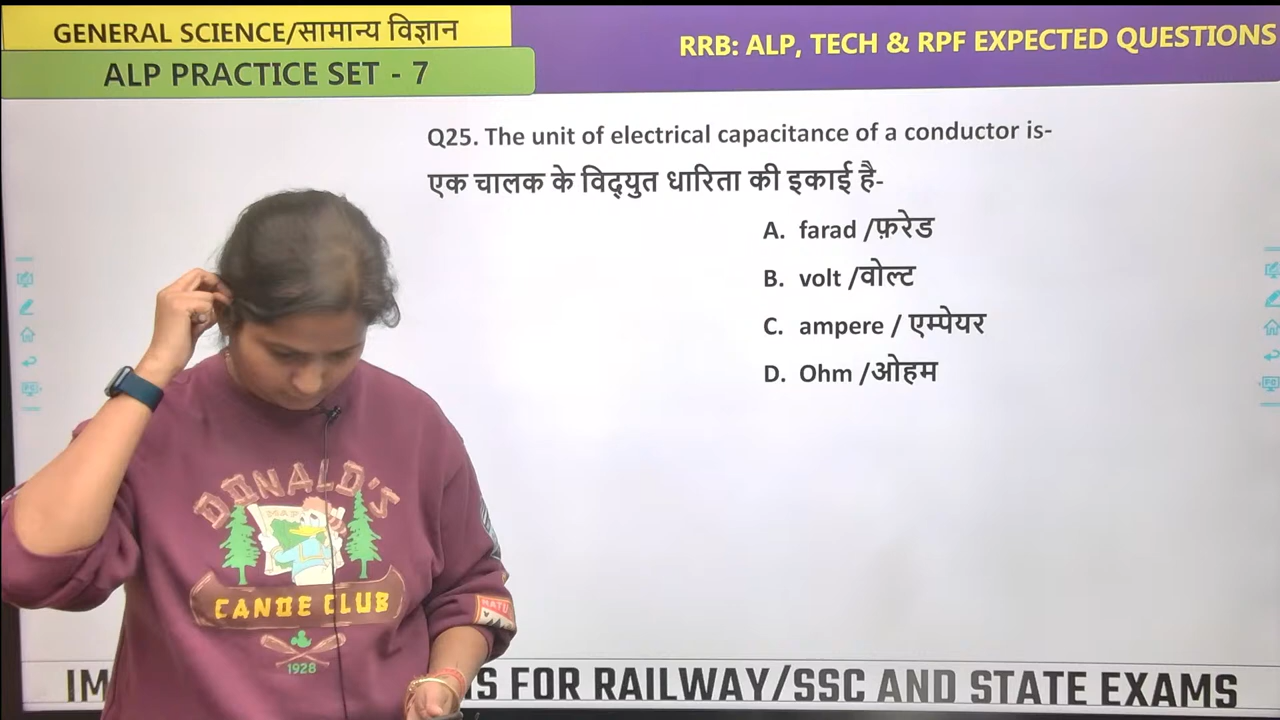 GENERAL SCIENCE/सामान्य विज्ञान
ALP PRACTICE SET - 7
RRB: ALP, TECH & RPF EXPECTED QUESTIONS
Q25. The unit of electrical capacitance of a conductor is-
एक चालक के विद्युत धारिता की इकाई है-
A. farad /फ़रेड
B. volt /वोल्ट
C. ampere / एम्पेयर
D. Ohm /ओहम
DONALD'S
CANOE CLUB
1928
FOR RAILWAY/SSC AND STATE EXAMS